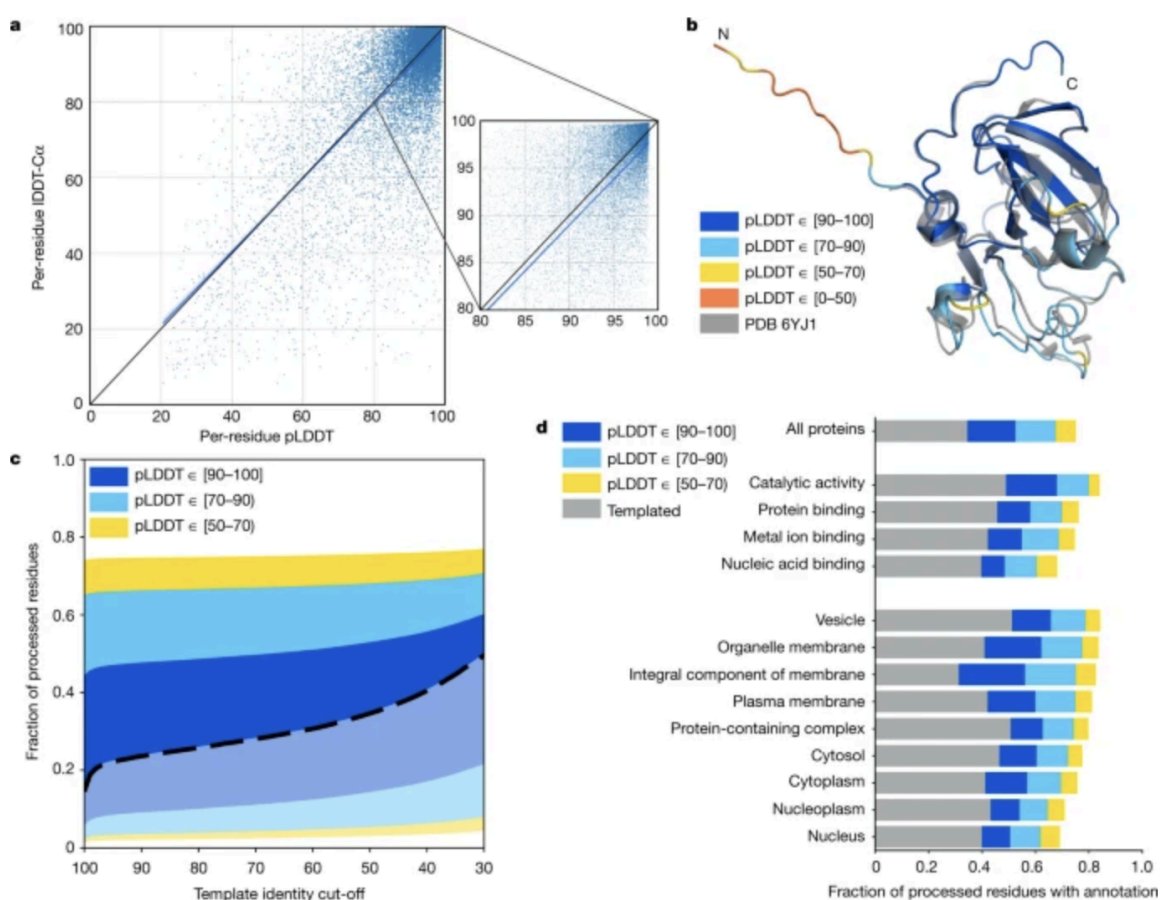 a
100
80
60
40
20
0
0 20 40 60 80 100
Per-residue lDDT-Cα
Per-residue pLDDT
100
95
90
85
80
80 85 90 95 100
b
N
C
pLDDT ∈ [90–100]
pLDDT ∈ [70–90)
pLDDT ∈ [50–70)
pLDDT ∈ [0–50)
PDB 6YJ1
c
pLDDT ∈ [90–100]
pLDDT ∈ [70–90)
pLDDT ∈ [50–70)
1.0
0.8
0.6
0.4
0.2
0
Fraction of processed residues
100 90 80 70 60 50 40 30
Template identity cut-off
d
pLDDT ∈ [90–100]
pLDDT ∈ [70–90)
pLDDT ∈ [50–70)
Templated
All proteins
Catalytic activity
Protein binding
Metal ion binding
Nucleic acid binding
Vesicle
Organelle membrane
Integral component of membrane
Plasma membrane
Protein-containing complex
Cytosol
Cytoplasm
Nucleoplasm
Nucleus
0 0.2 0.4 0.6 0.8 1.0
Fraction of processed residues with annotation